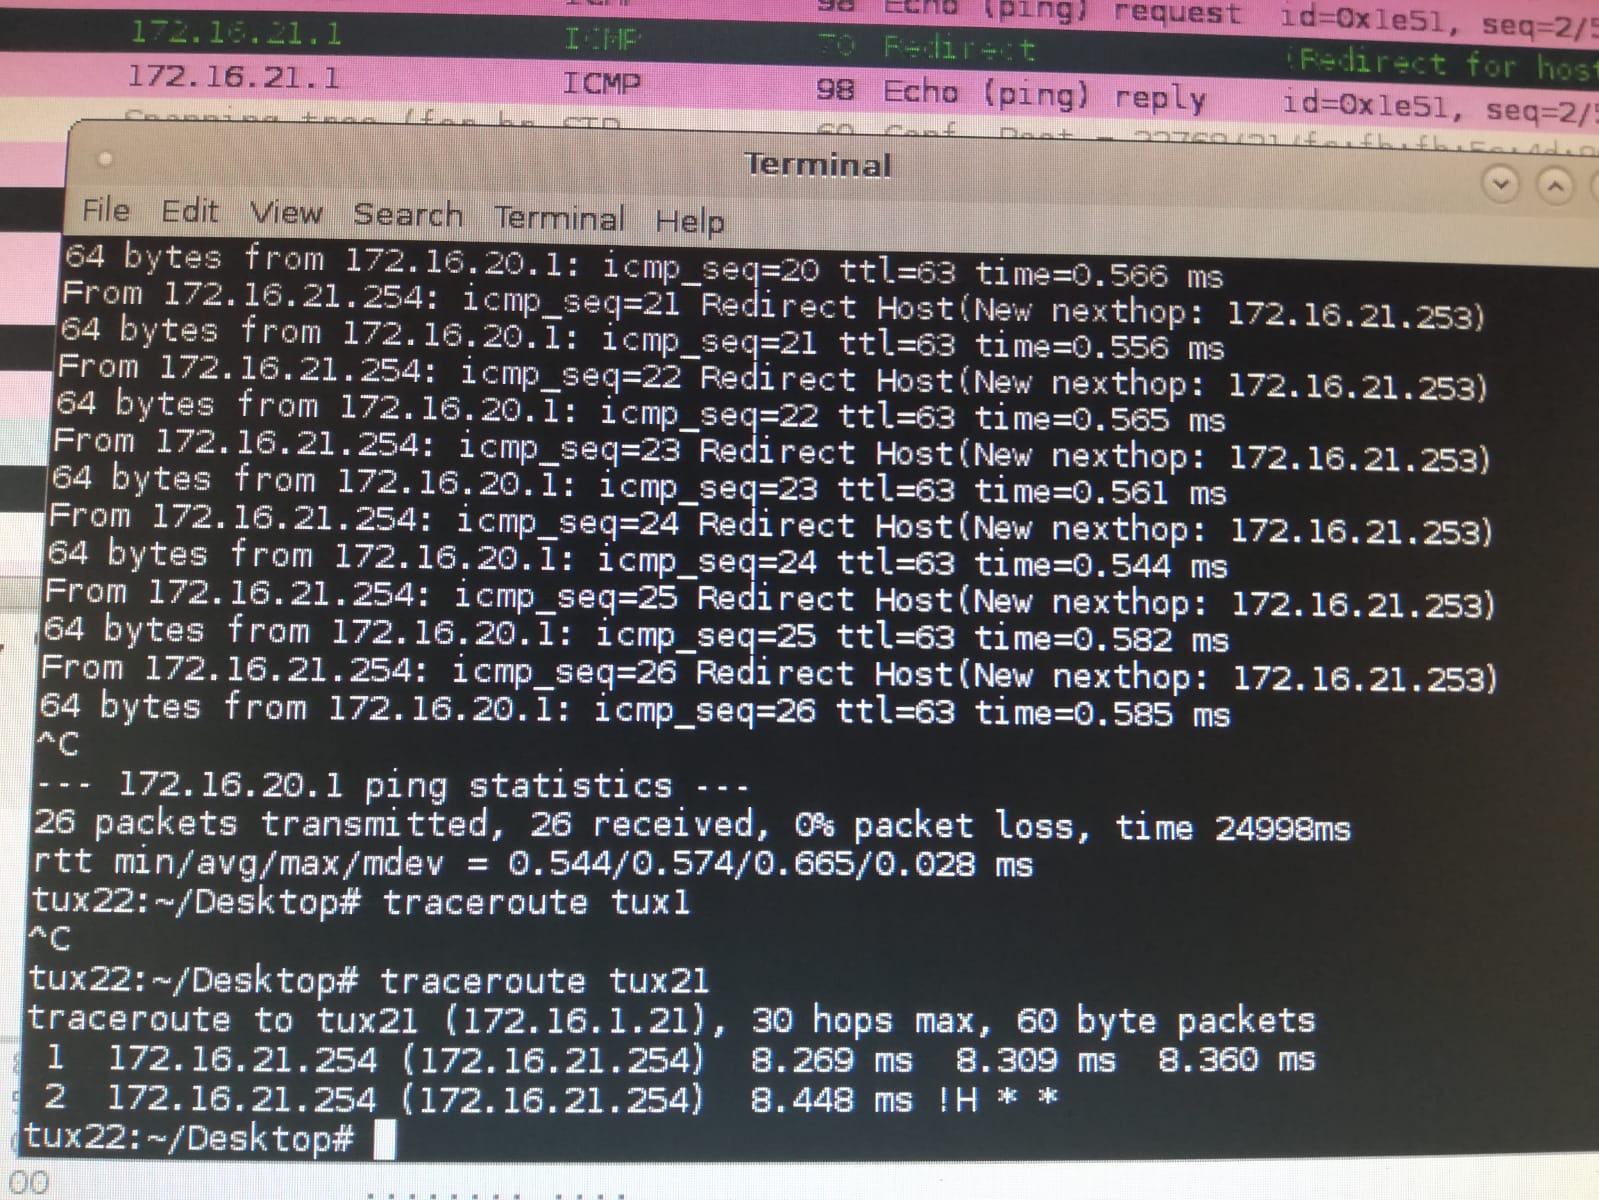 98 Echo (ping) request id=0x1e51, seq=2/5
172.16.21.1 ICMP 70 Redirect (Redirect for host
172.16.21.1 ICMP 98 Echo (ping) reply id=0x1e51, seq=2/5
Terminal
File Edit View Search Terminal Help
64 bytes from 172.16.20.1: icmp_seq=20 ttl=63 time=0.566 ms
From 172.16.21.254: icmp_seq=21 Redirect Host(New nexthop: 172.16.21.253)
64 bytes from 172.16.20.1: icmp_seq=21 ttl=63 time=0.556 ms
From 172.16.21.254: icmp_seq=22 Redirect Host(New nexthop: 172.16.21.253)
64 bytes from 172.16.20.1: icmp_seq=22 ttl=63 time=0.565 ms
From 172.16.21.254: icmp_seq=23 Redirect Host(New nexthop: 172.16.21.253)
64 bytes from 172.16.20.1: icmp_seq=23 ttl=63 time=0.561 ms
From 172.16.21.254: icmp_seq=24 Redirect Host(New nexthop: 172.16.21.253)
64 bytes from 172.16.20.1: icmp_seq=24 ttl=63 time=0.544 ms
From 172.16.21.254: icmp_seq=25 Redirect Host(New nexthop: 172.16.21.253)
64 bytes from 172.16.20.1: icmp_seq=25 ttl=63 time=0.582 ms
From 172.16.21.254: icmp_seq=26 Redirect Host(New nexthop: 172.16.21.253)
64 bytes from 172.16.20.1: icmp_seq=26 ttl=63 time=0.585 ms
^C
--- 172.16.20.1 ping statistics ---
26 packets transmitted, 26 received, 0% packet loss, time 24998ms
rtt min/avg/max/mdev = 0.544/0.574/0.665/0.028 ms
tux22:~/Desktop# traceroute tux1
^C
tux22:~/Desktop# traceroute tux21
traceroute to tux21 (172.16.1.21), 30 hops max, 60 byte packets
1 172.16.21.254 (172.16.21.254) 8.269 ms 8.309 ms 8.360 ms
2 172.16.21.254 (172.16.21.254) 8.448 ms !H * *
tux22:~/Desktop#
00